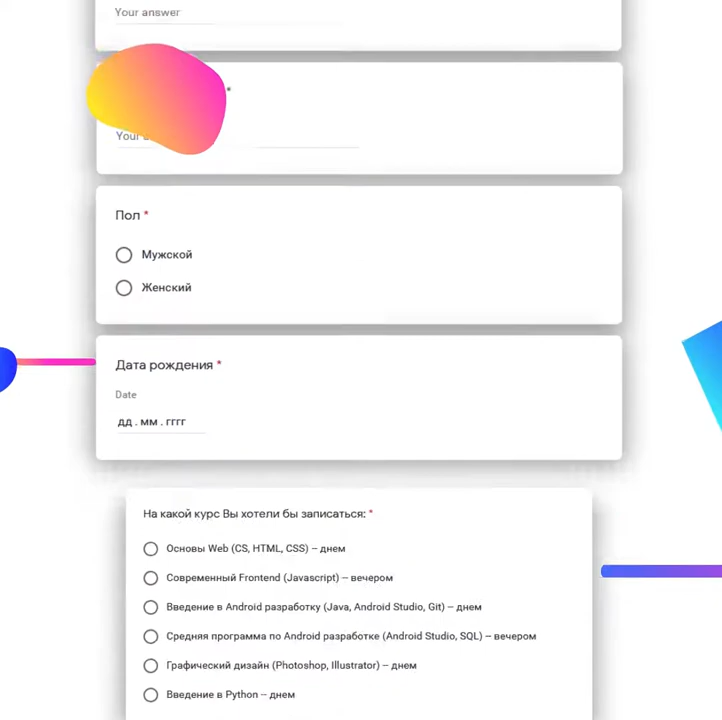 Your answer
*
Your
Пол *
Мужской
Женский
Дата рождения *
Date
дд . мм . гггг
На какой курс Вы хотели бы записаться: *
Основы Web (CS, HTML, CSS) – днем
Современный Frontend (Javascript) – вечером
Введение в Android разработку (Java, Android Studio, Git) – днем
Средняя программа по Android разработке (Android Studio, SQL) – вечером
Графический дизайн (Photoshop, Illustrator) – днем
Введение в Python – днем